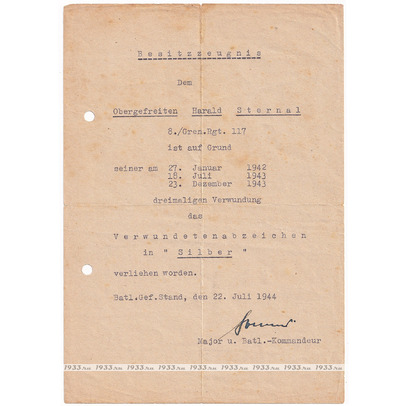 Besitzzeugnis
Dem
Obergefreiten Harald Sternal
8./Gren.Rgt. 117
ist auf Grund
seiner am 27. Januar 1942
18. Juli 1943
23. Dezember 1943
dreimaligen Verwundung
das
Verwundetenabzeichen
in " Silber "
verliehen worden.
Batl.Gef.Stand, den 22. Juli 1944
Major u. Batl.-Kommandeur